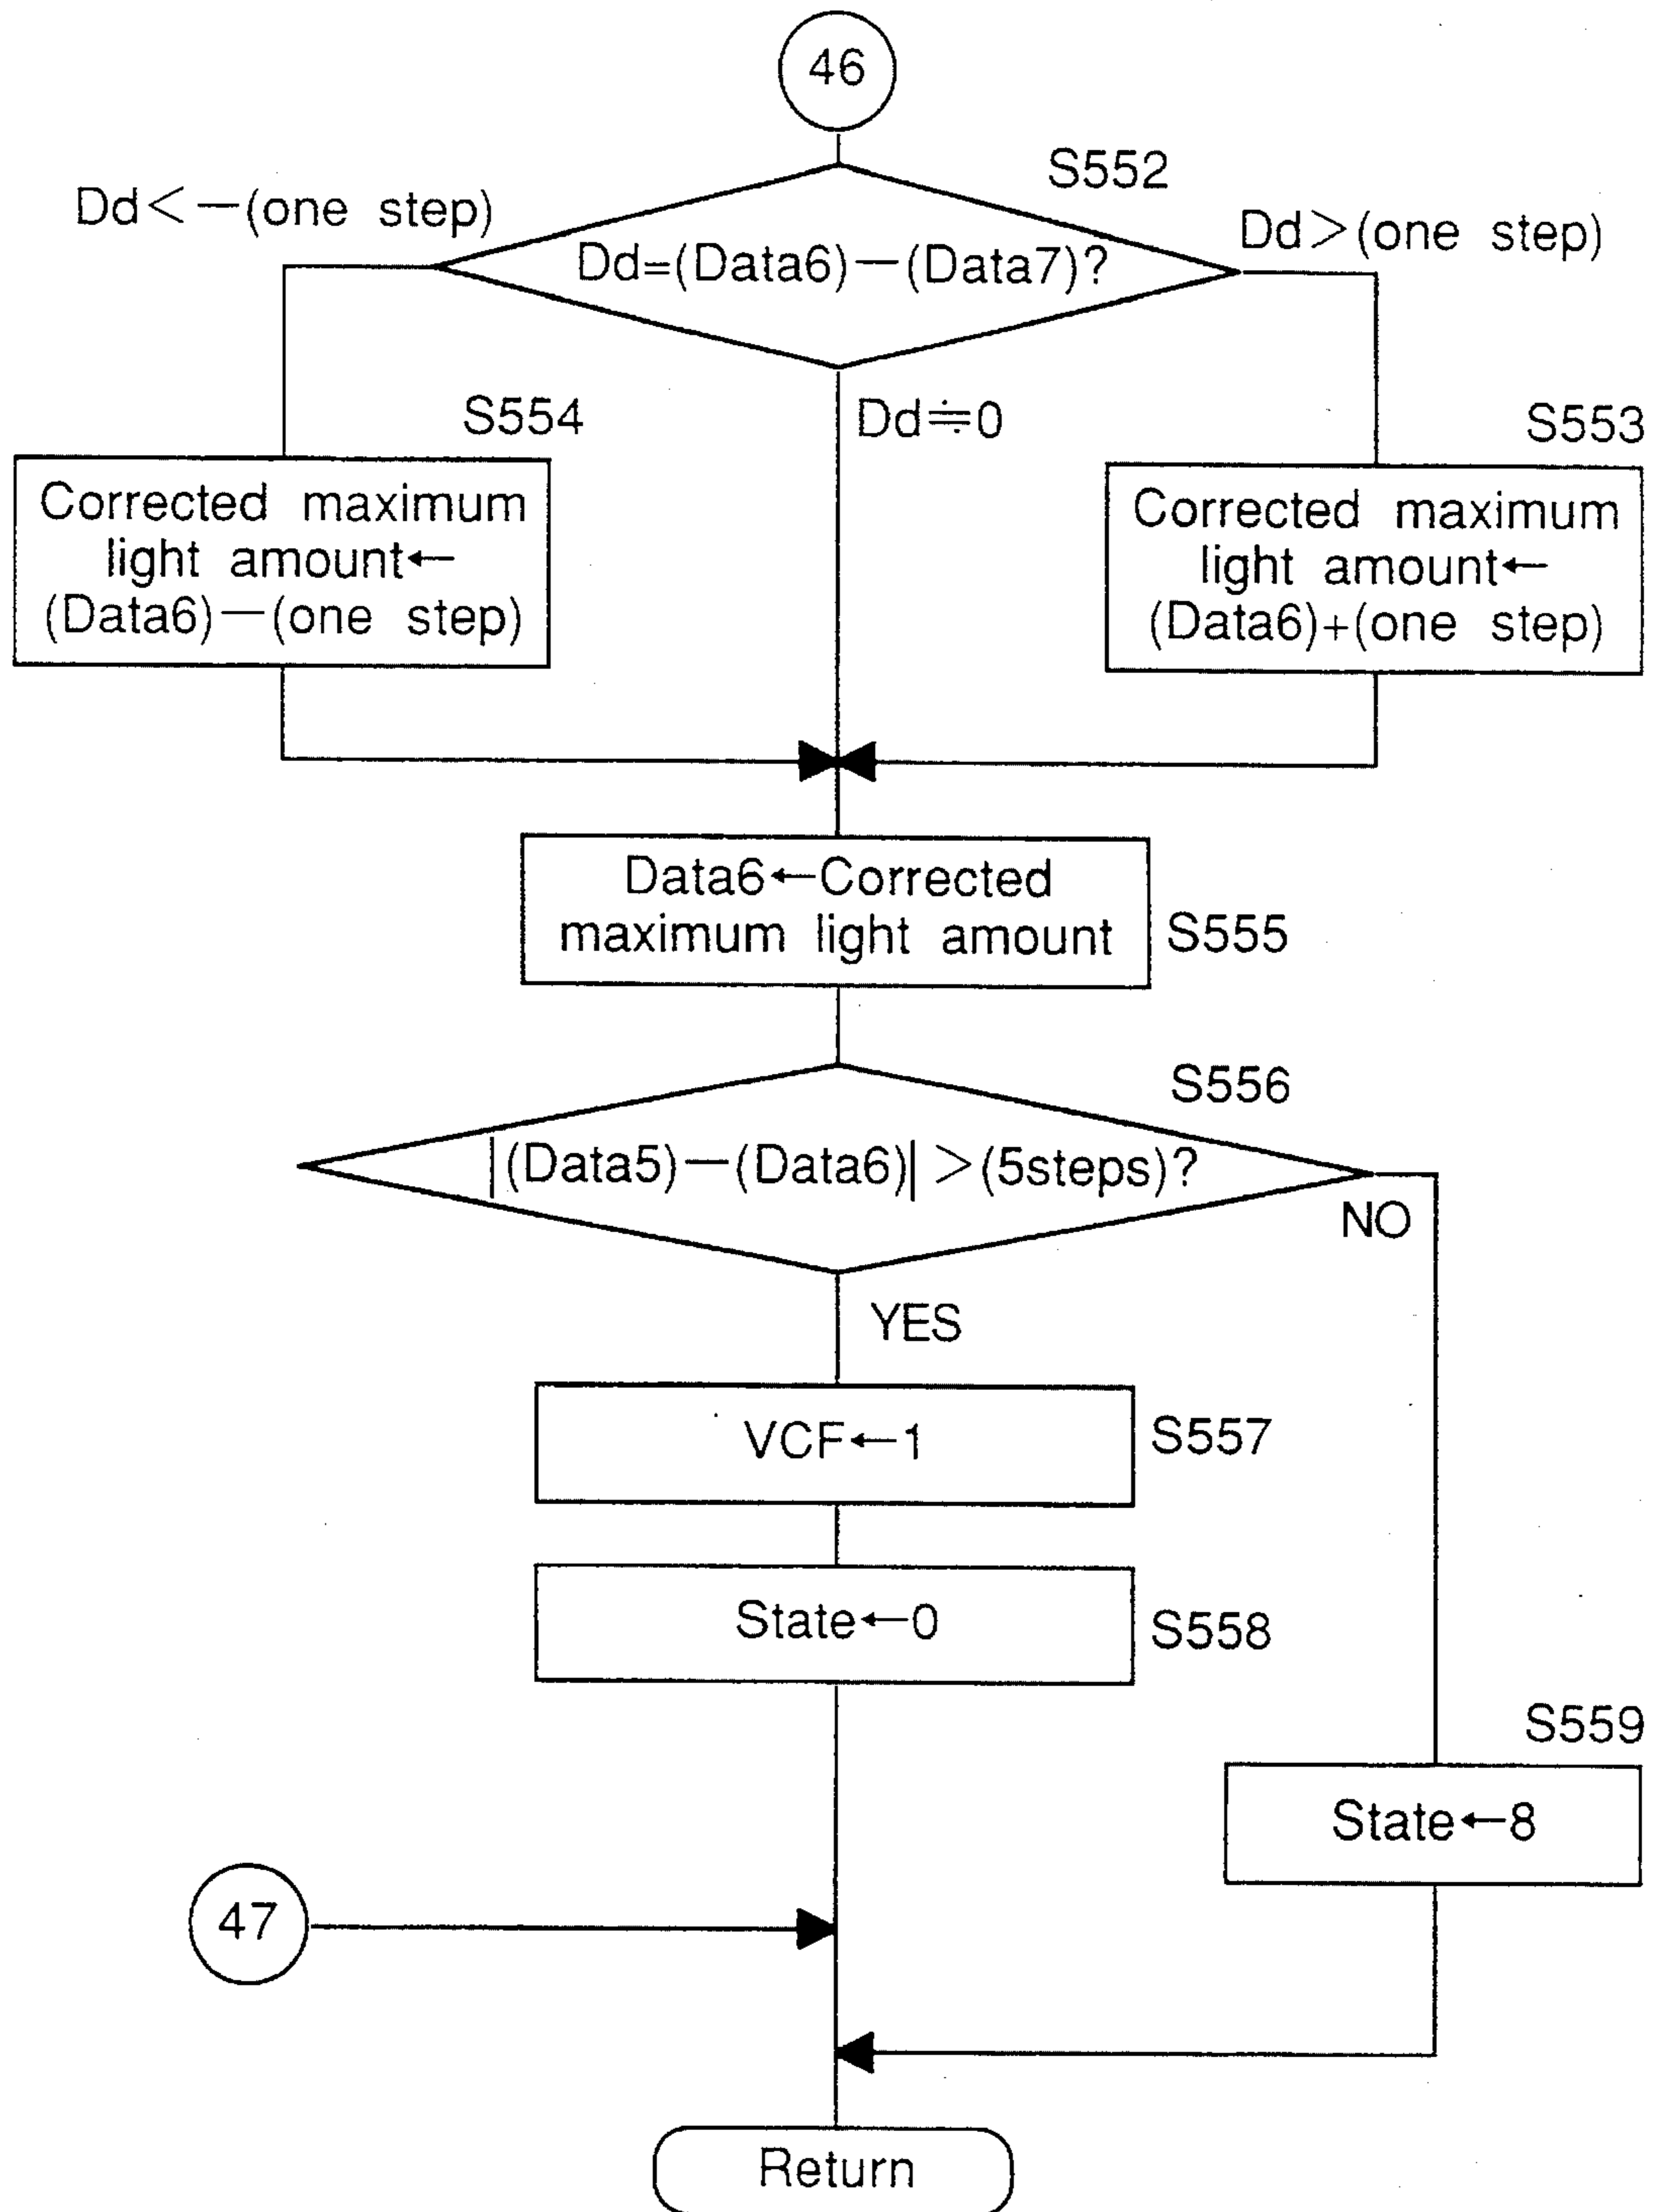 46
S552
Dd<−(one step)
Dd=(Data6)−(Data7)?
Dd>(one step)
S554
Dd≒0
S553
Corrected maximum
light amount←
(Data6)−(one step)
Corrected maximum
light amount←
(Data6)+(one step)
Data6←Corrected
maximum light amount
S555
S556
|(Data5)−(Data6)|>(5steps)?
NO
YES
VCF←1
S557
State←0
S558
S559
State←8
47
Return